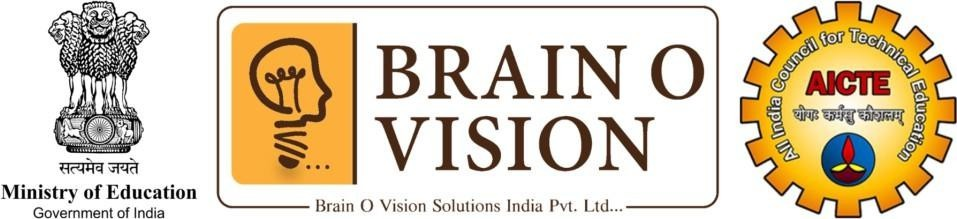 सत्यमेव जयते
Ministry of Education
Government of India
BRAIN O
VISION
Brain O Vision Solutions India Pvt. Ltd...
All India Council for Technical Education
AICTE
योगः कर्मसु कौशलम्